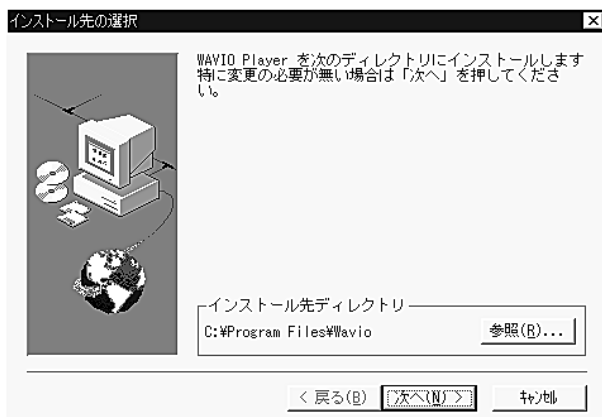 インストール先の選択
WAVIO Player を次のディレクトリにインストールします
特に変更の必要が無い場合は「次へ」を押してくださ
い。
インストール先ディレクトリ
C:¥Program Files¥Wavio
参照(R)...
< 戻る(B)
次へ(N) >
ｷｬﾝｾﾙ